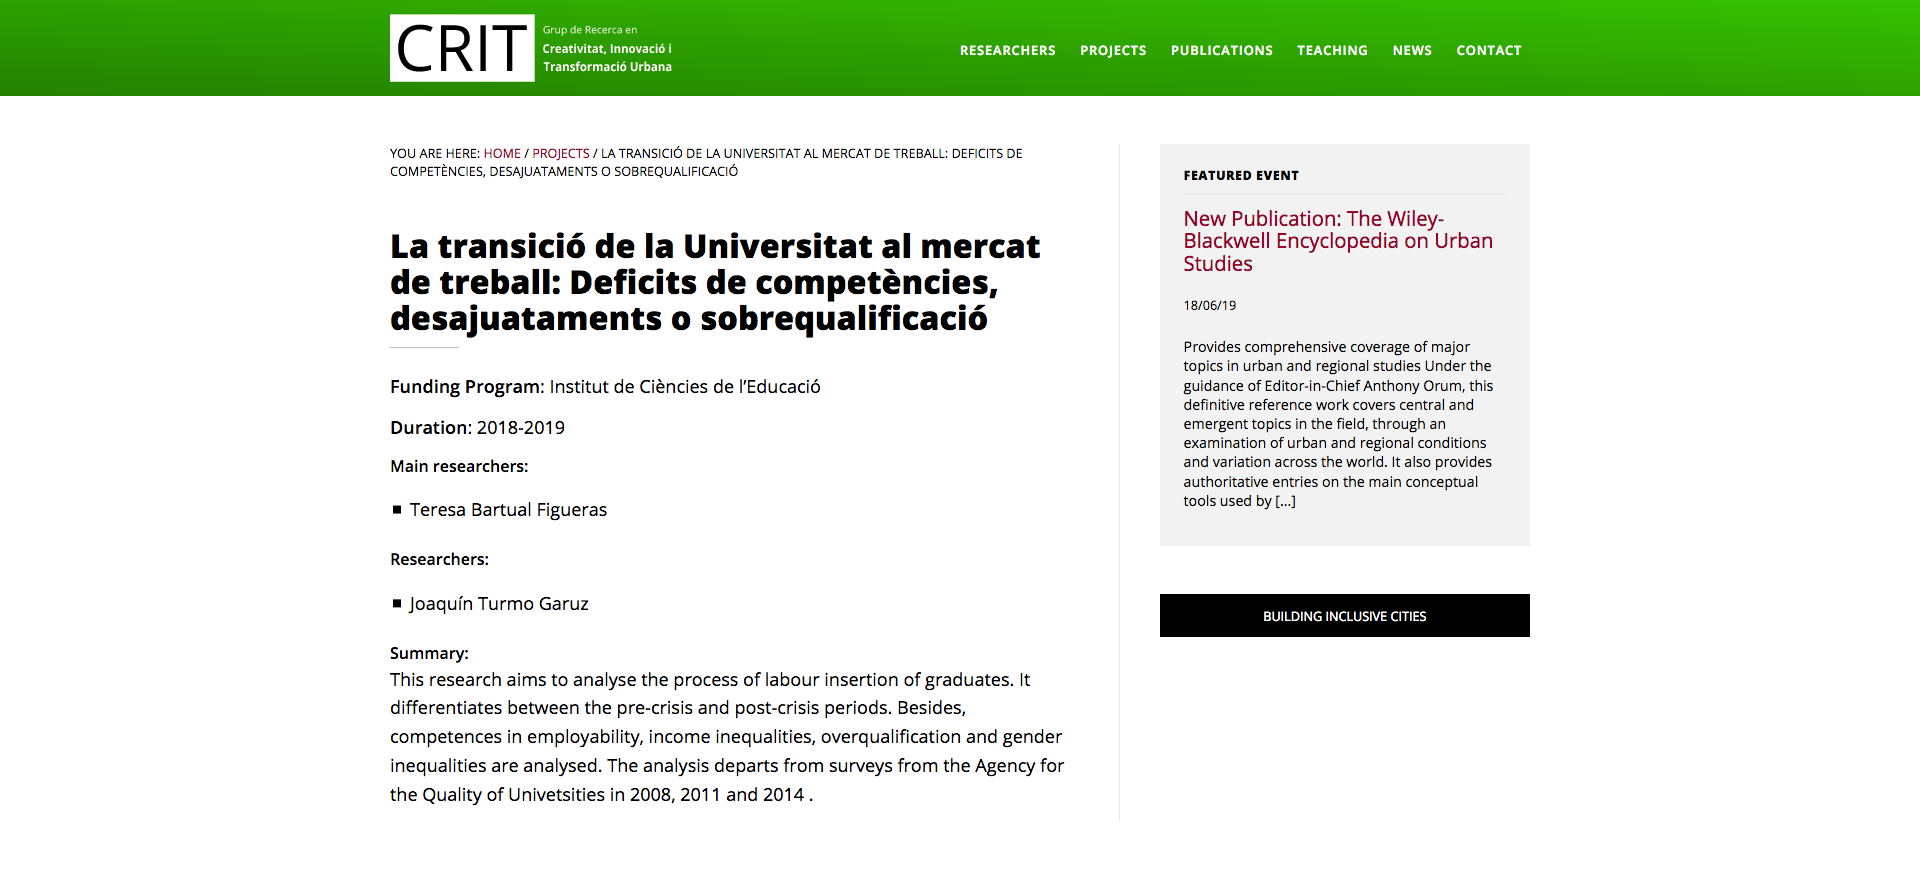 CRIT
Grup de Recerca en
Creativitat, Innovació i
Transformació Urbana
RESEARCHERS PROJECTS PUBLICATIONS TEACHING NEWS CONTACT
YOU ARE HERE: HOME / PROJECTS / LA TRANSICIÓ DE LA UNIVERSITAT AL MERCAT DE TREBALL: DEFICITS DE
COMPETÈNCIES, DESAJUATAMENTS O SOBREQUALIFICACIÓ
La transició de la Universitat al mercat
de treball: Deficits de competències,
desajuataments o sobrequalificació
Funding Program: Institut de Ciències de l’Educació
Duration: 2018-2019
Main researchers:
Teresa Bartual Figueras
Researchers:
Joaquín Turmo Garuz
Summary:
This research aims to analyse the process of labour insertion of graduates. It
differentiates between the pre-crisis and post-crisis periods. Besides,
competences in employability, income inequalities, overqualification and gender
inequalities are analysed. The analysis departs from surveys from the Agency for
the Quality of Univetsities in 2008, 2011 and 2014 .
FEATURED EVENT
New Publication: The Wiley-
Blackwell Encyclopedia on Urban
Studies
18/06/19
Provides comprehensive coverage of major
topics in urban and regional studies Under the
guidance of Editor-in-Chief Anthony Orum, this
definitive reference work covers central and
emergent topics in the field, through an
examination of urban and regional conditions
and variation across the world. It also provides
authoritative entries on the main conceptual
tools used by [...]
BUILDING INCLUSIVE CITIES